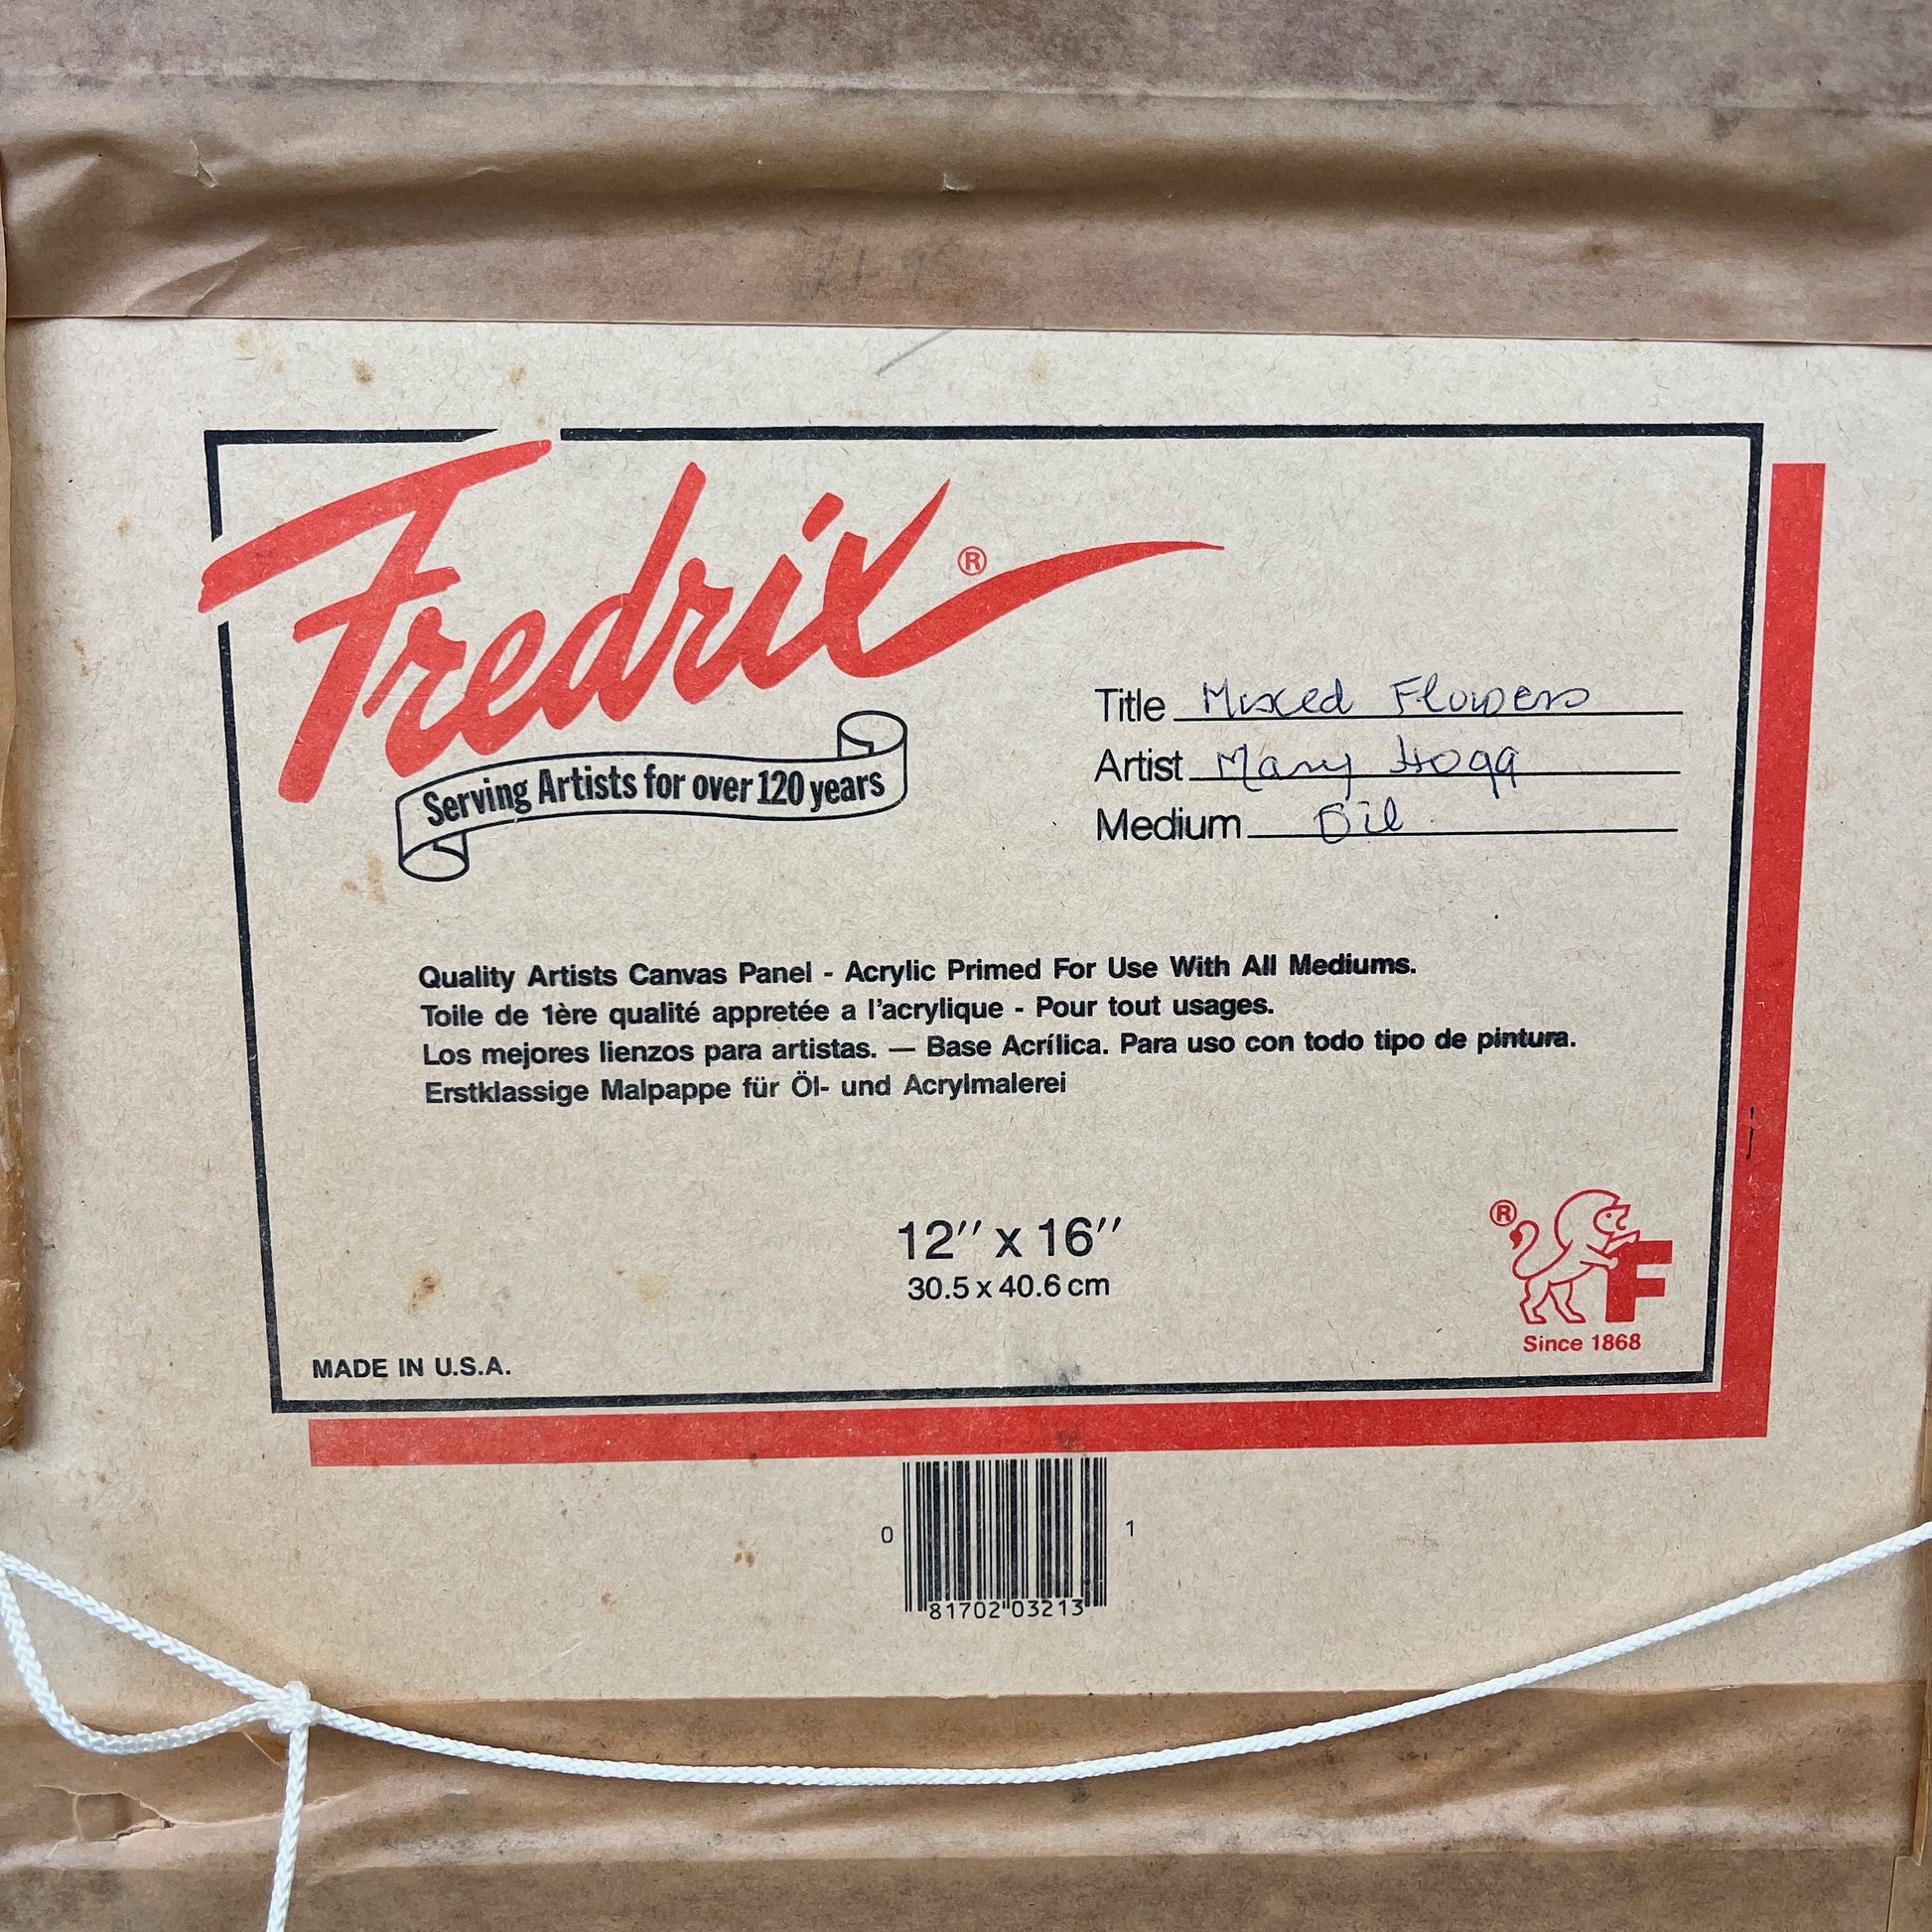 Fredrix®
Serving Artists for over 120 years
Title Mixed Flowers
Artist Mary Hogg
Medium Oil
Quality Artists Canvas Panel - Acrylic Primed For Use With All Mediums.
Toile de 1ère qualité appretée a l'acrylique - Pour tout usages.
Los mejores lienzos para artistas. — Base Acrílica. Para uso con todo tipo de pintura.
Erstklassige Malpappe für Öl- und Acrylmalerei
12" x 16"
30.5 x 40.6 cm
® F
Since 1868
MADE IN U.S.A.
0 81702 03213 1